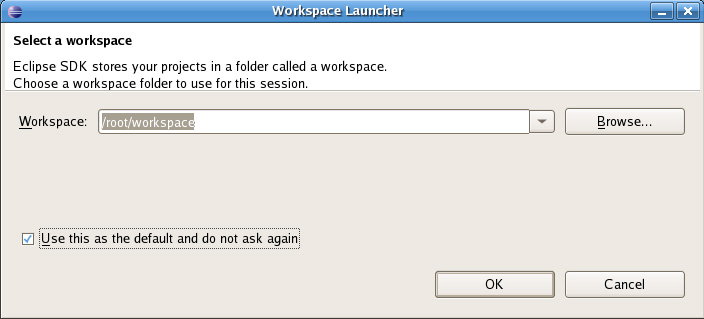 Workspace Launcher
Select a workspace
Eclipse SDK stores your projects in a folder called a workspace.
Choose a workspace folder to use for this session.
Workspace: /root/workspace Browse...
Use this as the default and do not ask again
OK Cancel